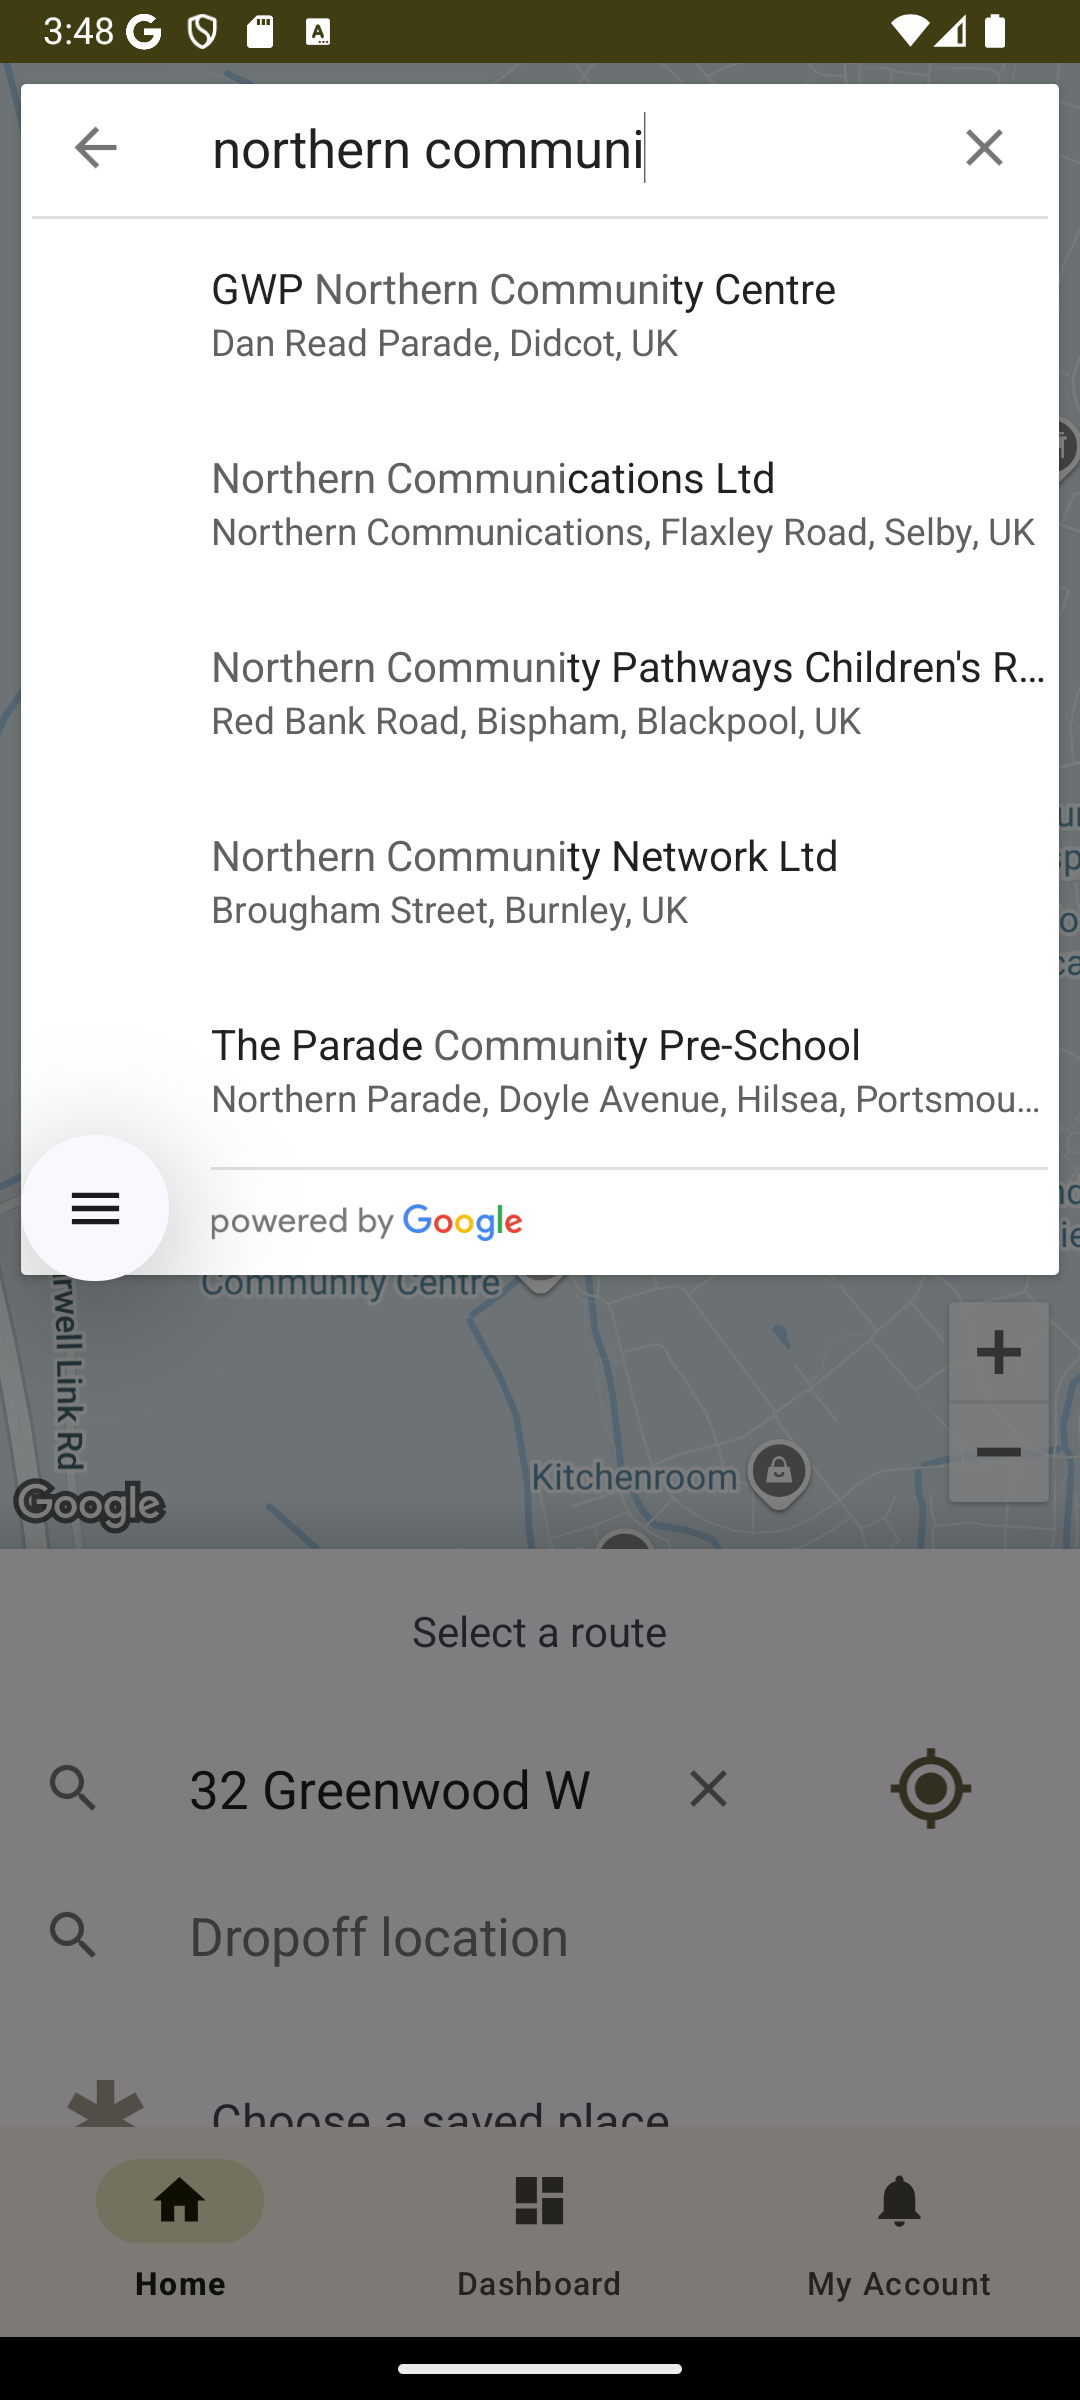 3:48
northern communi
GWP Northern Community Centre
Dan Read Parade, Didcot, UK
Northern Communications Ltd
Northern Communications, Flaxley Road, Selby, UK
Northern Community Pathways Children's R...
Red Bank Road, Bispham, Blackpool, UK
Northern Community Network Ltd
Brougham Street, Burnley, UK
The Parade Community Pre-School
Northern Parade, Doyle Avenue, Hilsea, Portsmou...
powered by Google
Community Centre
rwell Link Rd
Kitchenroom
Google
Select a route
32 Greenwood W
Dropoff location
Choose a saved place
Home
Dashboard
My Account